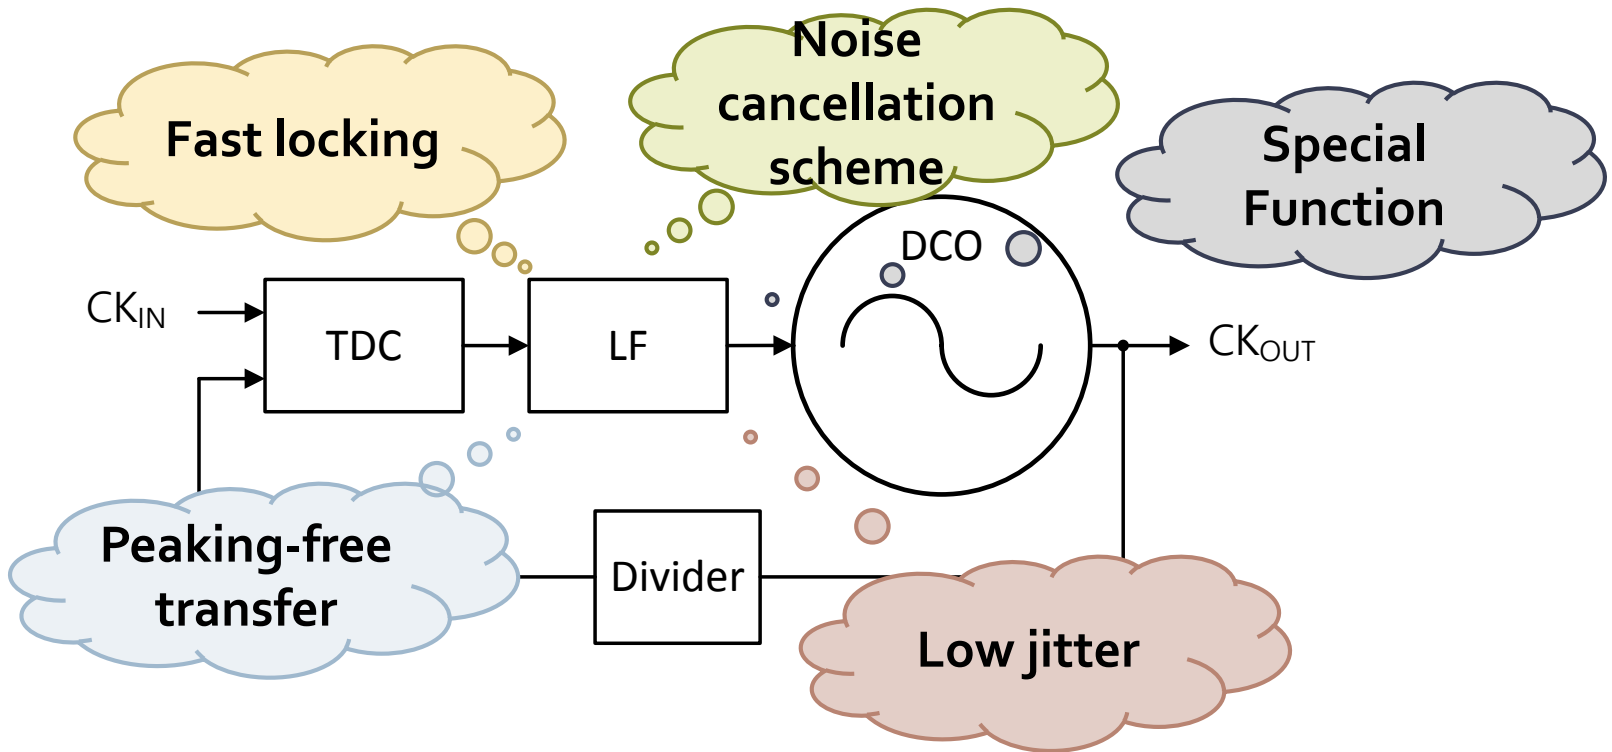 Fast locking
Noise
cancellation
scheme
Special
Function
DCO
CK_IN
TDC
LF
CK_OUT
Peaking-free
transfer
Divider
Low jitter